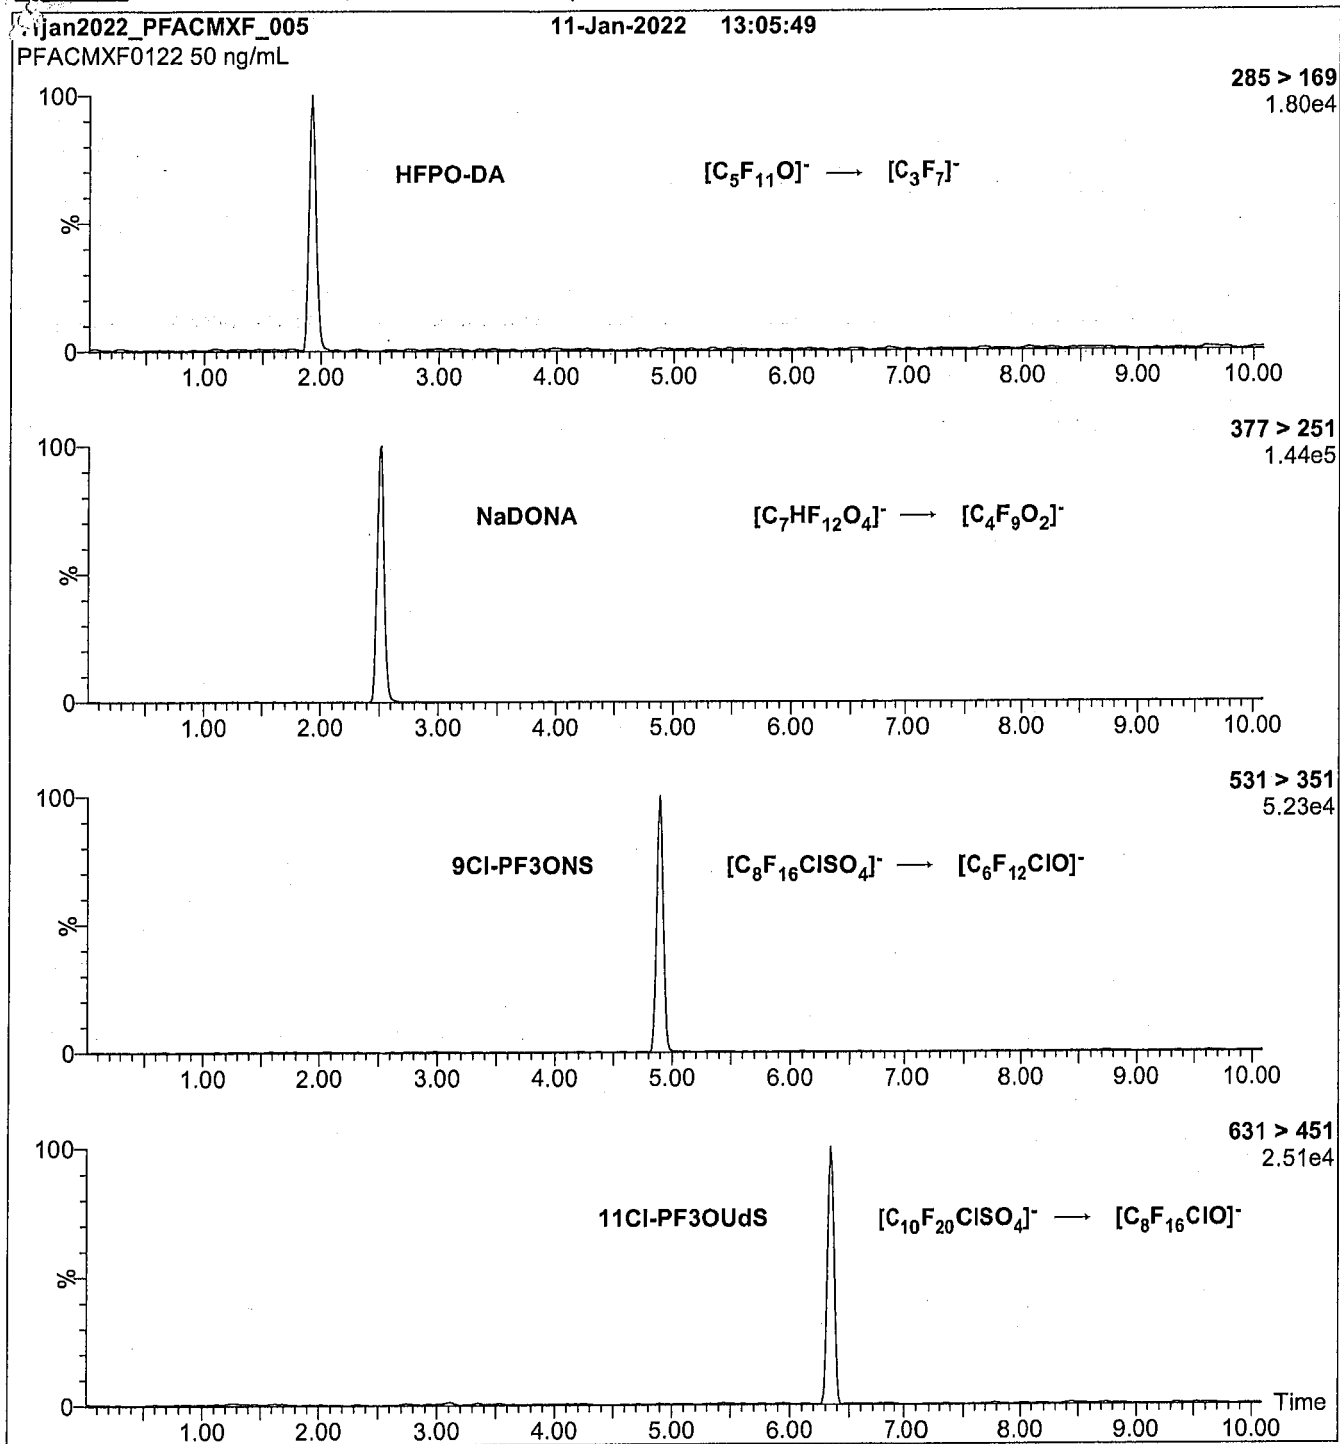 11jan2022_PFACMXF_005 11-Jan-2022 13:05:49
PFACMXF0122 50 ng/mL
285 > 169
1.80e4
100
HFPO-DA [C₅F₁₁O]⁻ → [C₃F₇]⁻
%
0
1.00 2.00 3.00 4.00 5.00 6.00 7.00 8.00 9.00 10.00
377 > 251
1.44e5
100
NaDONA [C₇HF₁₂O₄]⁻ → [C₄F₉O₂]⁻
%
0
1.00 2.00 3.00 4.00 5.00 6.00 7.00 8.00 9.00 10.00
531 > 351
5.23e4
100
9Cl-PF3ONS [C₈F₁₆ClSO₄]⁻ → [C₆F₁₂ClO]⁻
%
0
1.00 2.00 3.00 4.00 5.00 6.00 7.00 8.00 9.00 10.00
631 > 451
2.51e4
100
11Cl-PF3OUdS [C₁₀F₂₀ClSO₄]⁻ → [C₈F₁₆ClO]⁻
%
0 Time
1.00 2.00 3.00 4.00 5.00 6.00 7.00 8.00 9.00 10.00